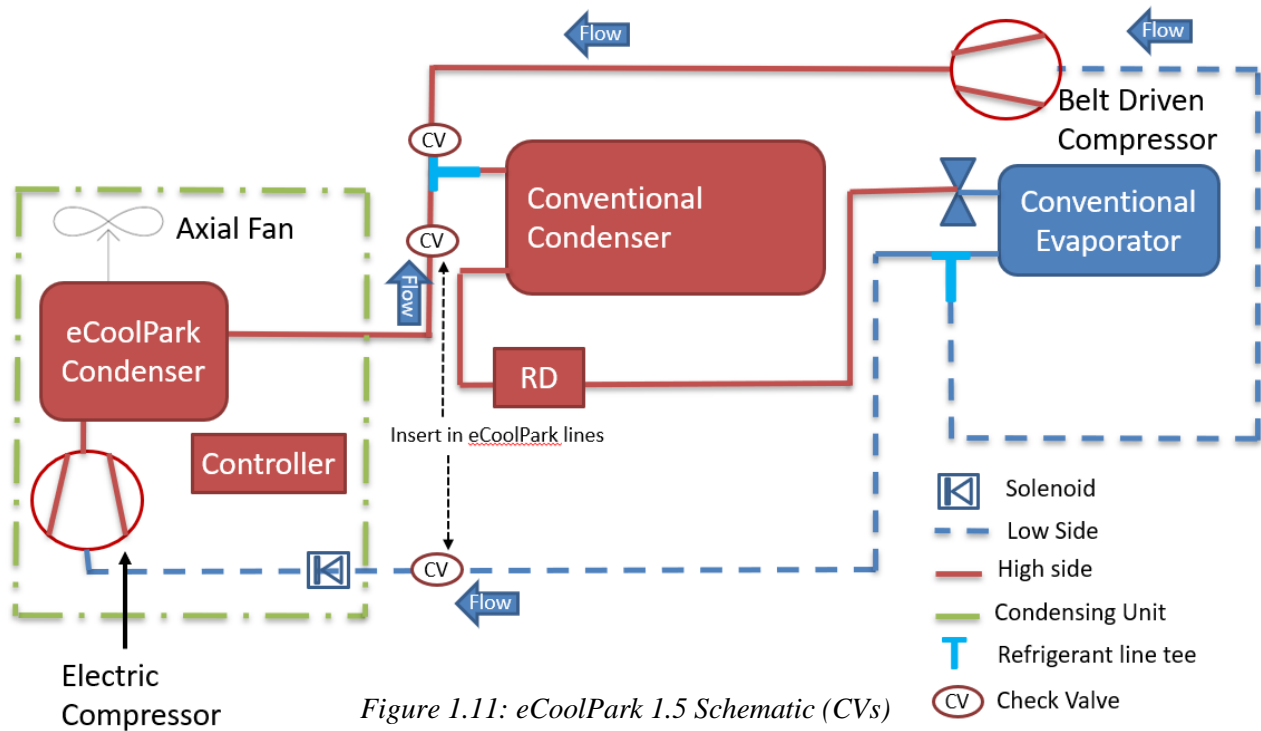 Flow
Flow
Belt Driven
Compressor
CV
Conventional
Condenser
Conventional
Evaporator
Axial Fan
CV
Flow
eCoolPark
Condenser
RD
Insert in eCoolPark lines
Controller
Solenoid
Low Side
High side
CV
Flow
Condensing Unit
Refrigerant line tee
Electric
Compressor
CV
Check Valve
Figure 1.11: eCoolPark 1.5 Schematic (CVs)